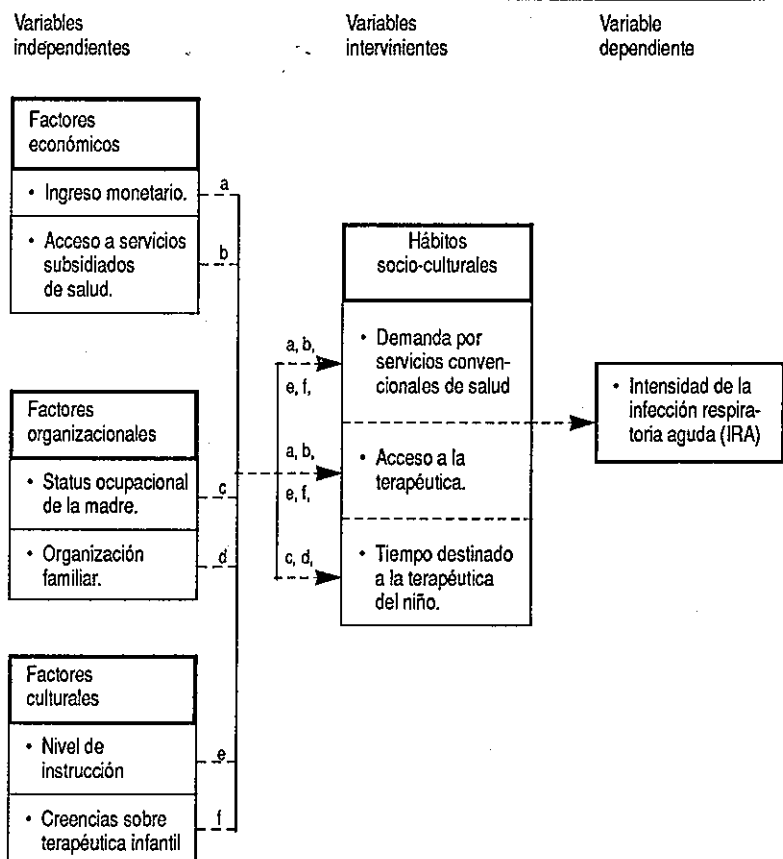 Variables
independientes
Variables
intervinientes
Variable
dependiente
Factores
económicos
• Ingreso monetario.
a
• Acceso a servicios
subsidiados
de salud.
b
Factores
organizacionales
• Status ocupacional
de la madre.
c
• Organización
familiar.
d
Factores
culturales
• Nivel de
instrucción
e
• Creencias sobre
terapéutica infantil
f
a, b,
e, f,
a, b,
e, f,
c, d,
Hábitos
socio-culturales
• Demanda por
servicios conven-
cionales de salud
• Acceso a la
terapéutica.
• Tiempo destinado
a la terapéutica
del niño.
• Intensidad de la
infección respira-
toria aguda (IRA)